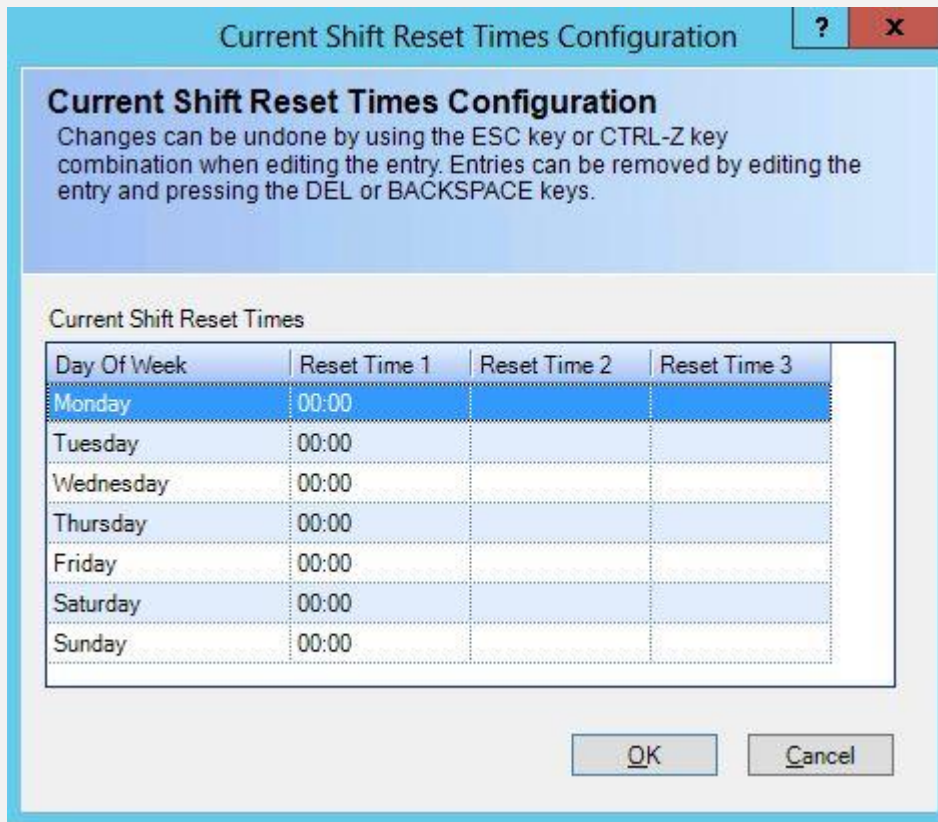 Current Shift Reset Times Configuration
? x
Current Shift Reset Times Configuration
Changes can be undone by using the ESC key or CTRL-Z key
combination when editing the entry. Entries can be removed by editing the
entry and pressing the DEL or BACKSPACE keys.
Current Shift Reset Times
Day Of Week Reset Time 1 Reset Time 2 Reset Time 3
Monday 00:00
Tuesday 00:00
Wednesday 00:00
Thursday 00:00
Friday 00:00
Saturday 00:00
Sunday 00:00
OK Cancel